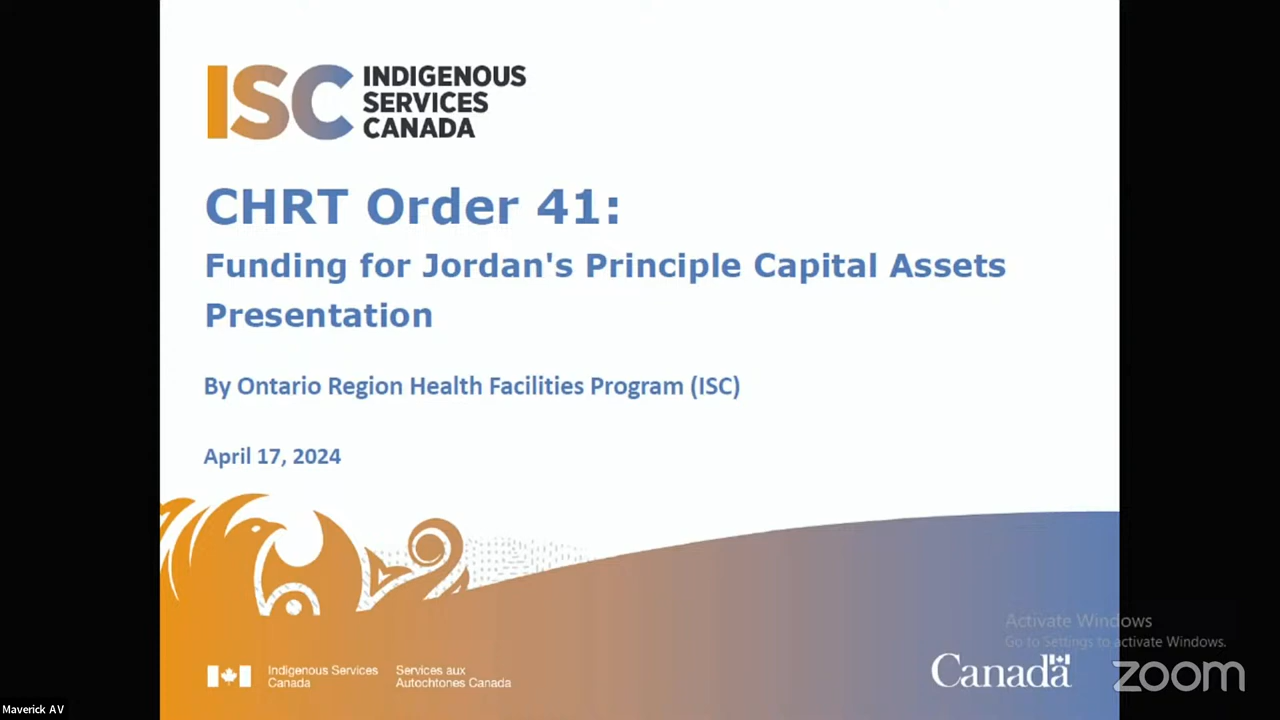 ISC INDIGENOUS
SERVICES
CANADA
CHRT Order 41:
Funding for Jordan's Principle Capital Assets
Presentation
By Ontario Region Health Facilities Program (ISC)
April 17, 2024
Indigenous Services
Canada
Services aux
Autochtones Canada
Activate Windows
Go to Settings to activate Windows.
Canada
zoom
Maverick AV